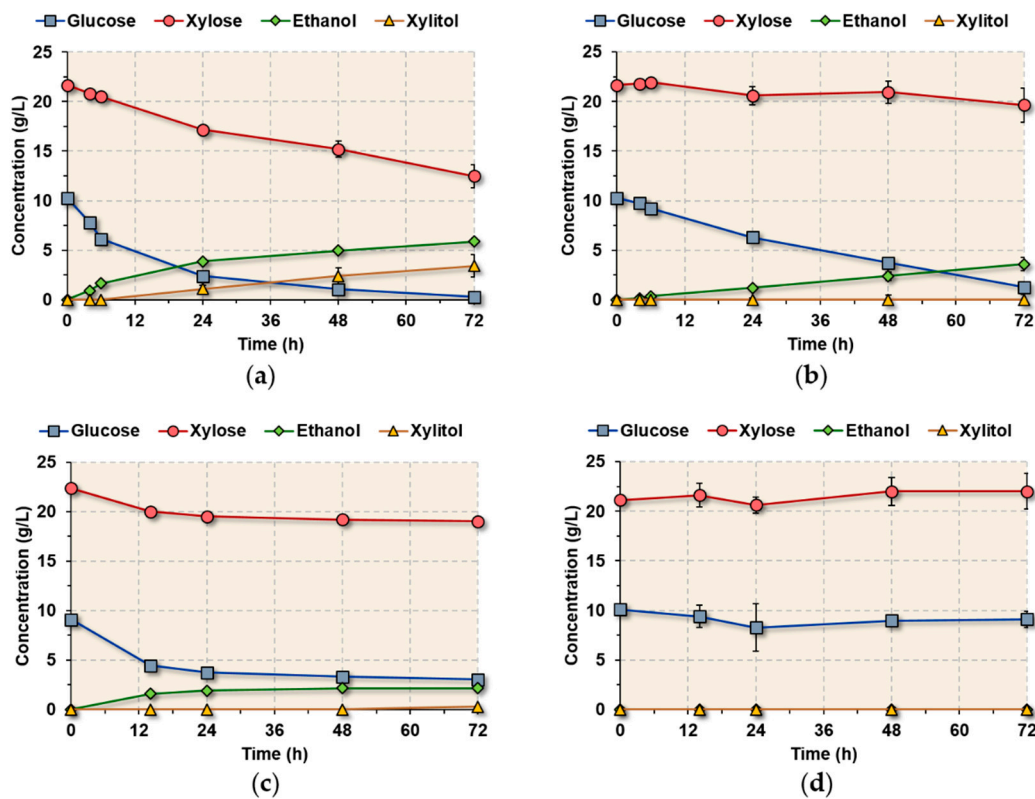 Glucose Xylose Ethanol Xylitol
25
20
15
10
5
0
Concentration (g/L)
0 12 24 36 48 60 72
Time (h)
(a)
Glucose Xylose Ethanol Xylitol
25
20
15
10
5
0
Concentration (g/L)
0 12 24 36 48 60 72
Time (h)
(b)
Glucose Xylose Ethanol Xylitol
25
20
15
10
5
0
Concentration (g/L)
0 12 24 36 48 60 72
Time (h)
(c)
Glucose Xylose Ethanol Xylitol
25
20
15
10
5
0
Concentration (g/L)
0 12 24 36 48 60 72
Time (h)
(d)